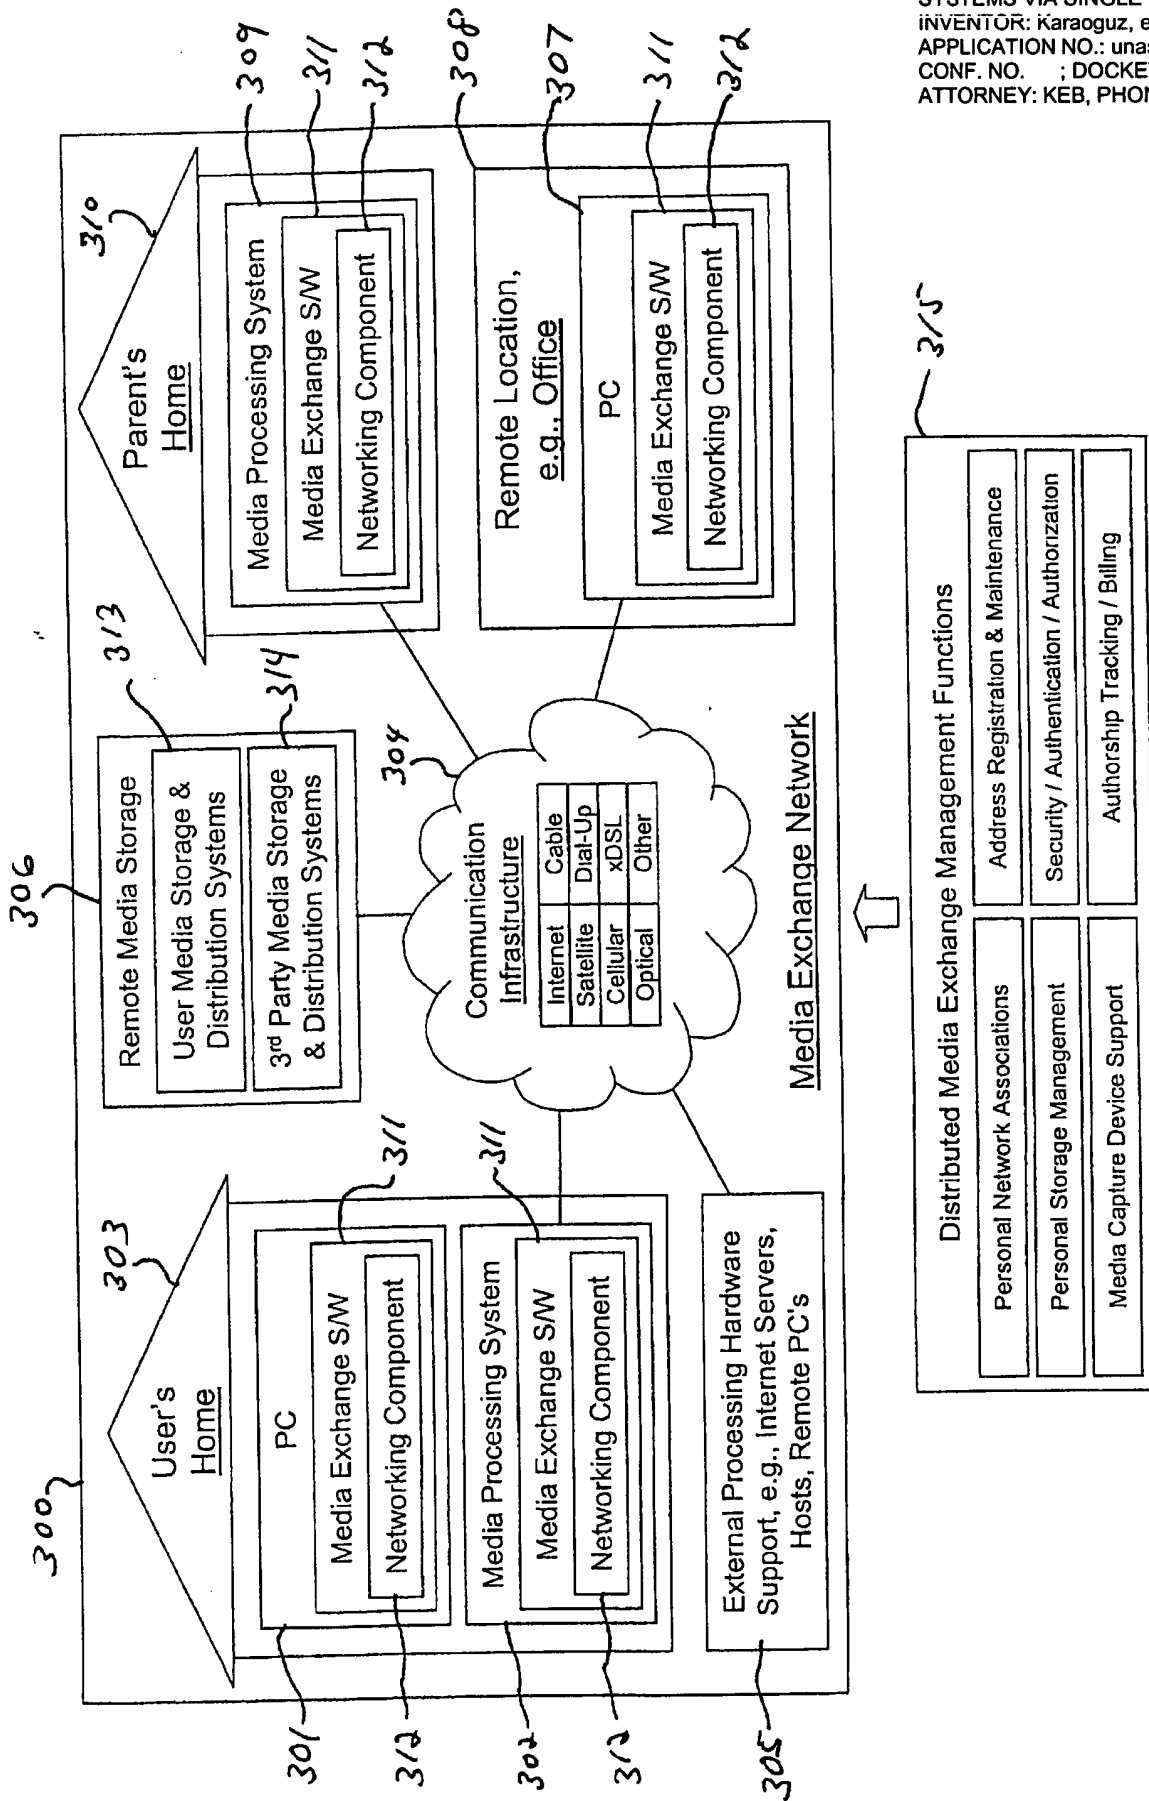 SYSTEMS VIA SINGLE
INVENTOR: Karaoguz, e
APPLICATION NO.: unas
CONF. NO. ; DOCKE
ATTORNEY: KEB, PHON
300
303
User's
Home
PC
Media Exchange S/W
Networking Component
311
301
312
Media Processing System
Media Exchange S/W
Networking Component
311
302
312
External Processing Hardware
Support, e.g., Internet Servers,
Hosts, Remote PC's
305
306
Remote Media Storage
User Media Storage &
Distribution Systems
313
3rd Party Media Storage
& Distribution Systems
314
304
Communication
Infrastructure
Internet Cable
Satellite Dial-Up
Cellular xDSL
Optical Other
Media Exchange Network
310
Parent's
Home
Media Processing System
Media Exchange S/W
Networking Component
309
311
312
Remote Location,
e.g., Office
PC
Media Exchange S/W
Networking Component
308
307
311
312
315
Distributed Media Exchange Management Functions
Personal Network Associations Address Registration & Maintenance
Personal Storage Management Security / Authentication / Authorization
Media Capture Device Support Authorship Tracking / Billing